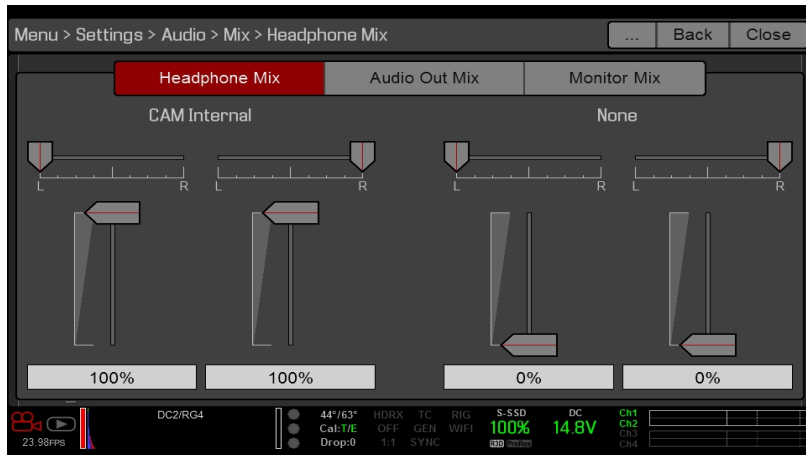 Menu > Settings > Audio > Mix > Headphone Mix
...
Back
Close
Headphone Mix
Audio Out Mix
Monitor Mix
CAM Internal
None
L R L R L R L R
100%
100%
0%
0%
DC2/RG4
23.98FPS
44°/63°
Cal:T/E
Drop:0
HDRX TC RIG
OFF GEN WIFI
1:1 SYNC
S-SSD
100%
R3D ProRes
DC
14.8V
Ch1
Ch2
Ch3
Ch4